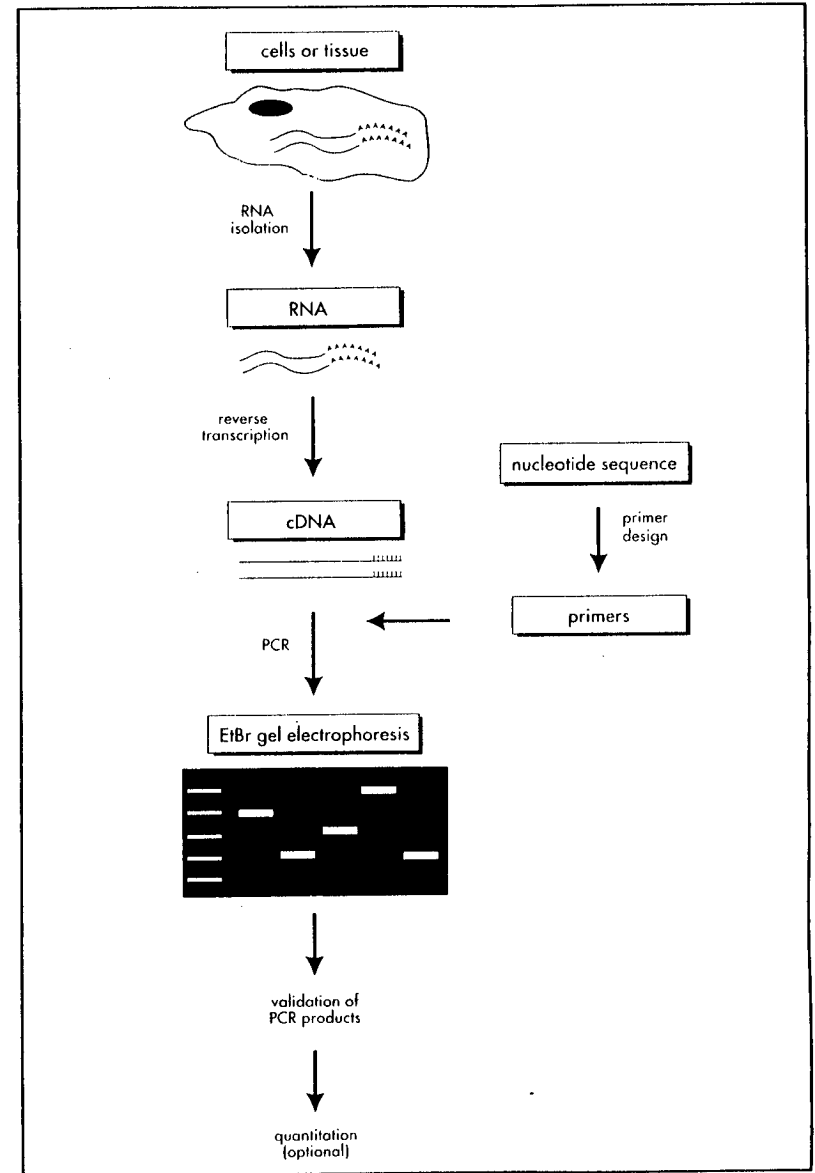 cells or tissue
RNA
isolation
RNA
reverse
transcription
nucleotide sequence
primer
design
cDNA
primers
PCR
EtBr gel electrophoresis
validation of
PCR products
quantitation
(optional)